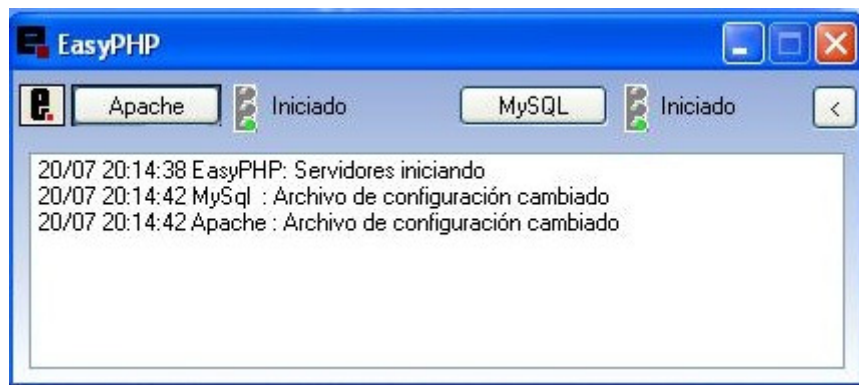 EasyPHP
e. Apache Iniciado MySQL Iniciado <
20/07 20:14:38 EasyPHP: Servidores iniciando
20/07 20:14:42 MySql : Archivo de configuración cambiado
20/07 20:14:42 Apache : Archivo de configuración cambiado